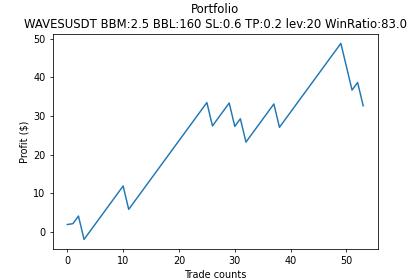 Portfolio
WAVESUSDT BBM:2.5 BBL:160 SL:0.6 TP:0.2 lev:20 WinRatio:83.0
Profit ($)
50
40
30
20
10
0
0 10 20 30 40 50
Trade counts